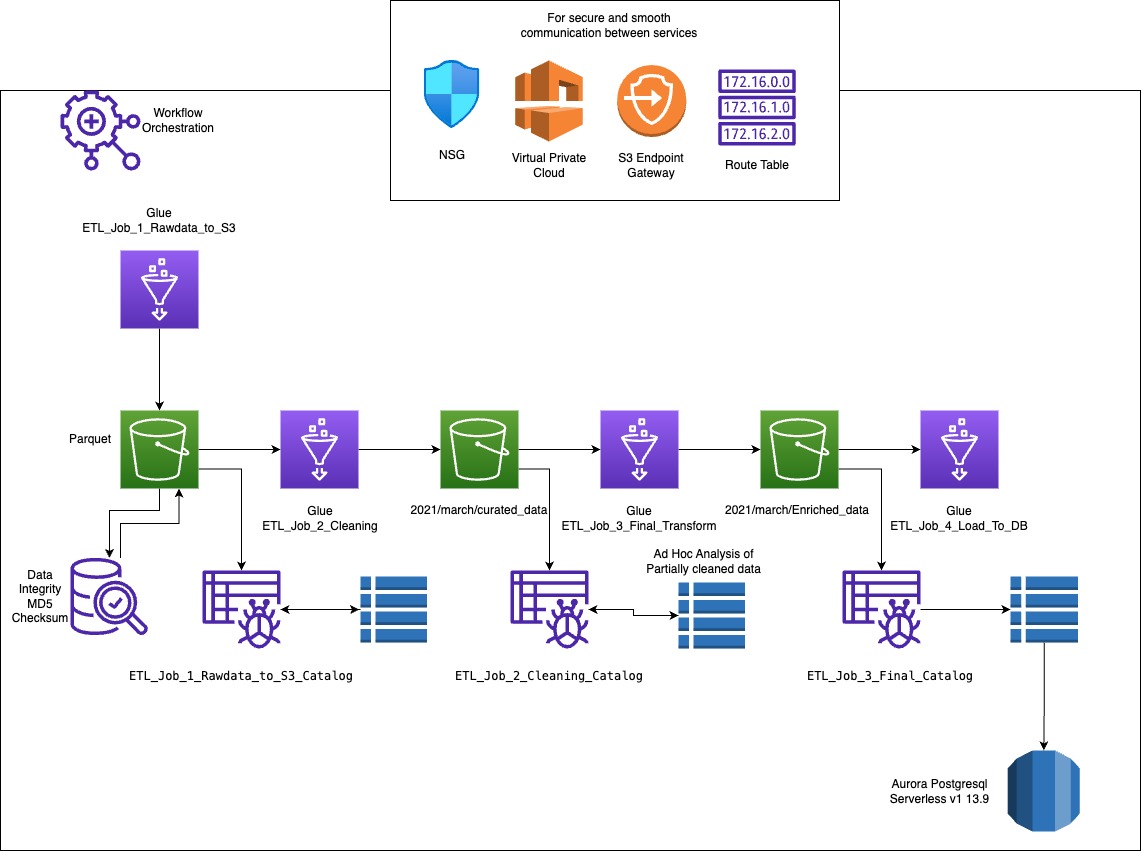 For secure and smooth
communication between services
NSG
Virtual Private
Cloud
S3 Endpoint
Gateway
172.16.0.0
172.16.1.0
172.16.2.0
Route Table
Workflow
Orchestration
Glue
ETL_Job_1_Rawdata_to_S3
Parquet
Glue
ETL_Job_2_Cleaning
2021/march/curated_data
Glue
ETL_Job_3_Final_Transform
2021/march/Enriched_data
Glue
ETL_Job_4_Load_To_DB
Data
Integrity
MD5
Checksum
Ad Hoc Analysis of
Partially cleaned data
ETL_Job_1_Rawdata_to_S3_Catalog
ETL_Job_2_Cleaning_Catalog
ETL_Job_3_Final_Catalog
Aurora Postgresql
Serverless v1 13.9